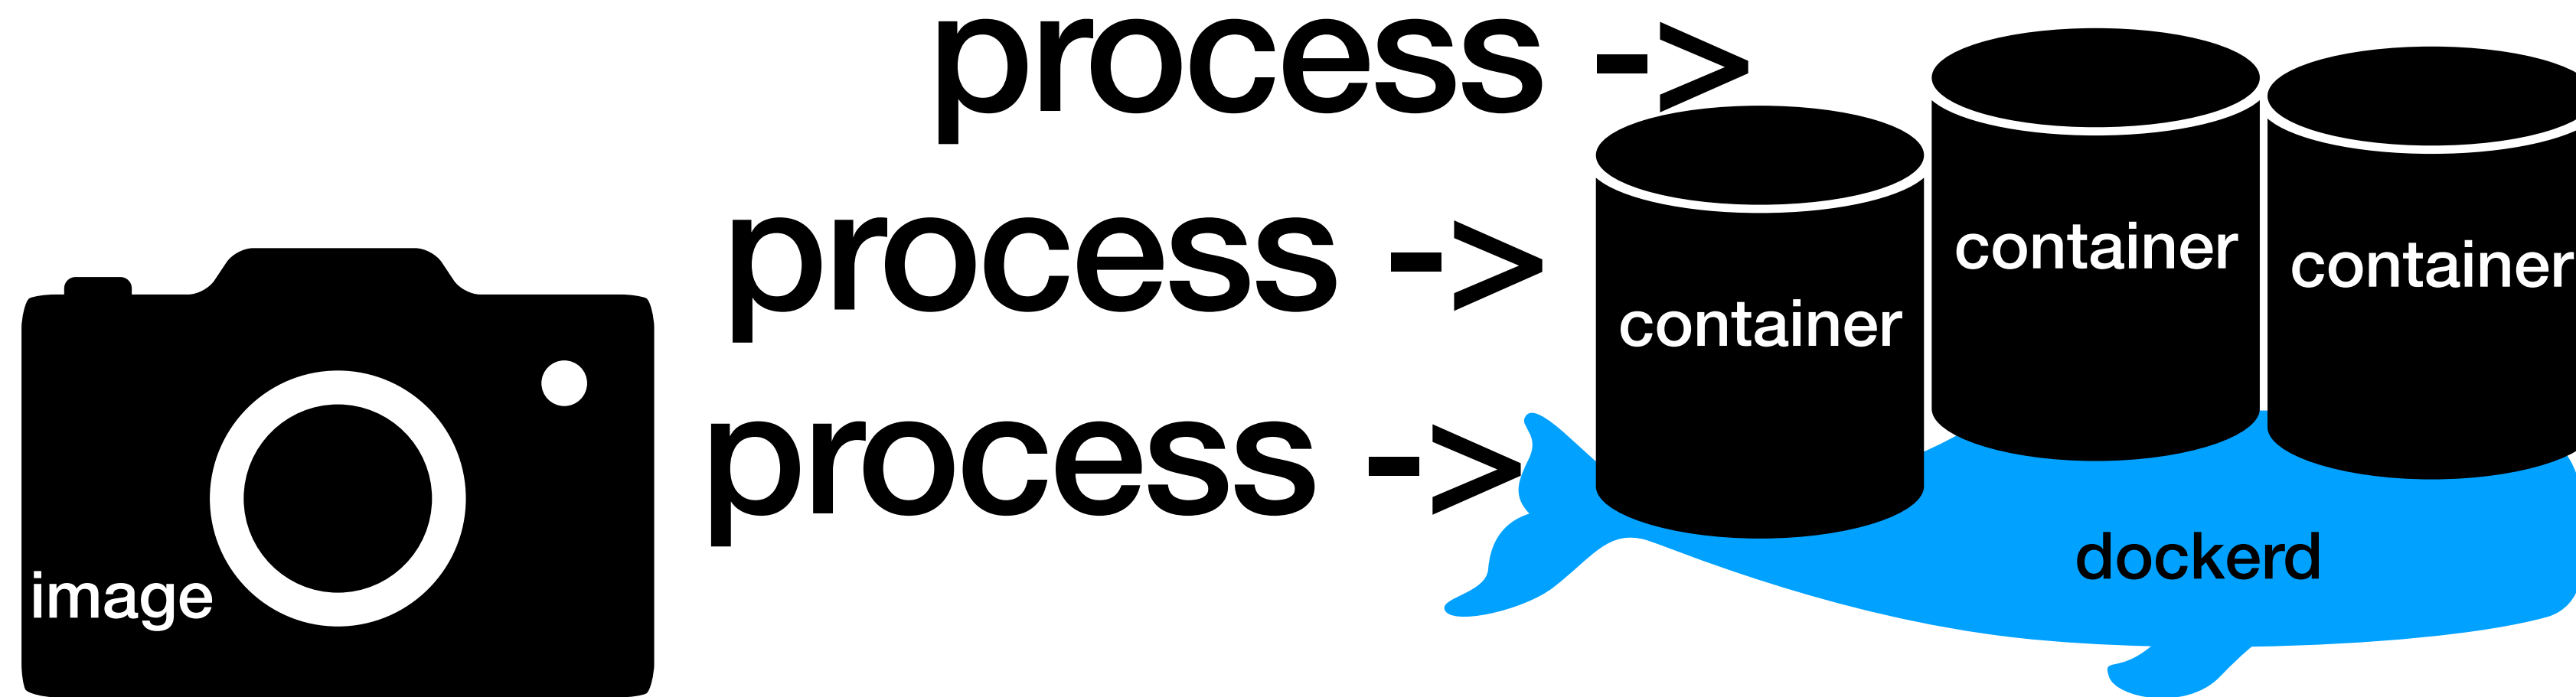 process ->
process ->
process ->
image
container
container
container
dockerd